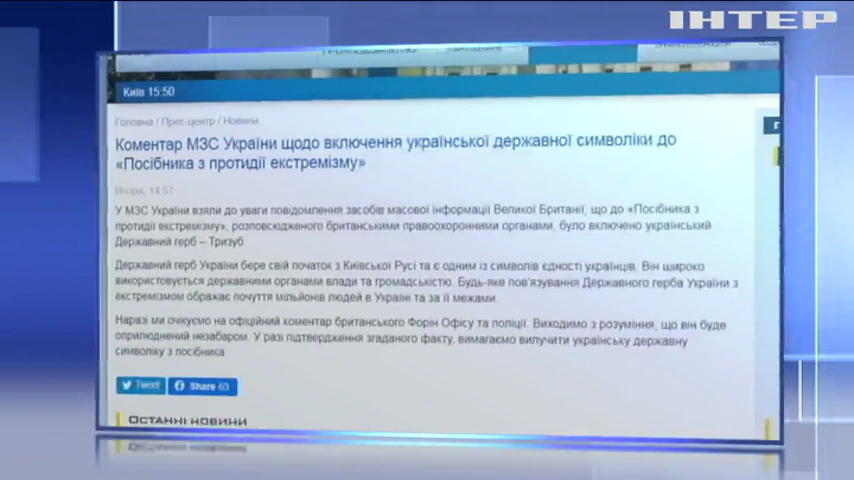 ІНТЕР
Київ 15:50
Головна / Прес-центр / Новини
Коментар МЗС України щодо включення української державної символіки до
«Посібника з протидії екстремізму»
Вчора, 14:51
У МЗС України взяли до уваги повідомлення засобів масової інформації Великої Британії, що до «Посібника з
протидії екстремізму», розповсюдженого британськими правоохоронними органами, було включено український
Державний герб – Тризуб
Державний герб України бере свій початок з Київської Русі та є одним із символів єдності українців. Він широко
використовується державними органами влади та громадськістю. Будь-яке пов'язування Державного герба України з
екстремізмом ображає почуття мільйонів людей в Україні та за її межами.
Наразі ми очікуємо на офіційний коментар британського Форін Офісу та поліції. Виходимо з розуміння, що він буде
оприлюднений незабаром. У разі підтвердження згаданого факту, вимагаємо вилучити українську державну
символіку з посібника
Tweet Share 63
ОСТАННІ НОВИНИ